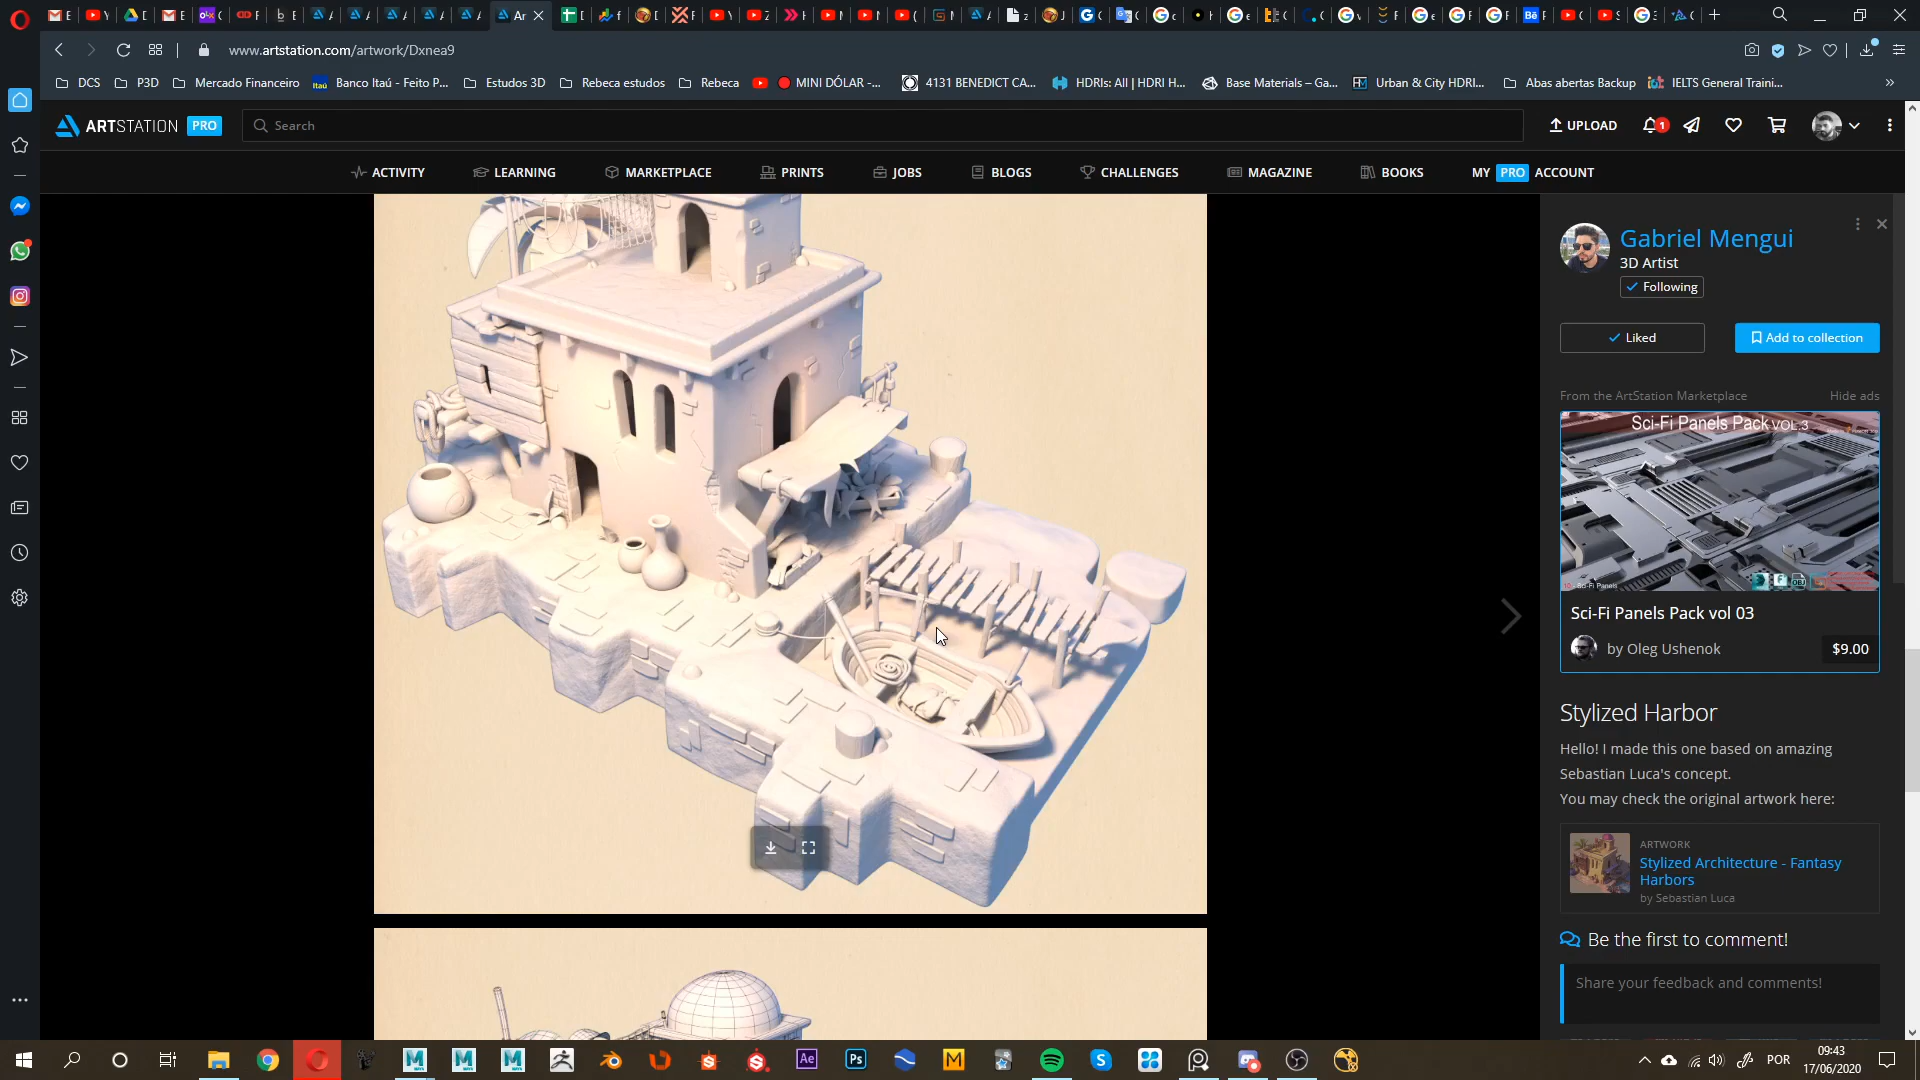 www.artstation.com/artwork/Dxnea9
DCS
P3D
Mercado Financeiro
Banco Itaú - Feito P...
Estudos 3D
Rebeca estudos
Rebeca
MINI DÓLAR -...
4131 BENEDICT CA...
HDRIs: All | HDRI H...
Base Materials – Ga...
Urban & City HDRI...
Abas abertas Backup
IELTS General Traini...
»
ARTSTATION PRO
Search
UPLOAD
1
ACTIVITY
LEARNING
MARKETPLACE
PRINTS
JOBS
BLOGS
CHALLENGES
MAGAZINE
BOOKS
MY PRO ACCOUNT
Gabriel Mengui
3D Artist
Following
Liked
Add to collection
From the ArtStation Marketplace
Hide ads
Sci-Fi Panels Pack VOL.3
Sci-Fi Panels Pack vol 03
by Oleg Ushenok
$9.00
Stylized Harbor
Hello! I made this one based on amazing
Sebastian Luca's concept.
You may check the original artwork here:
ARTWORK
Stylized Architecture - Fantasy
Harbors
by Sebastian Luca
Be the first to comment!
Share your feedback and comments!
POR
09:43
17/06/2020